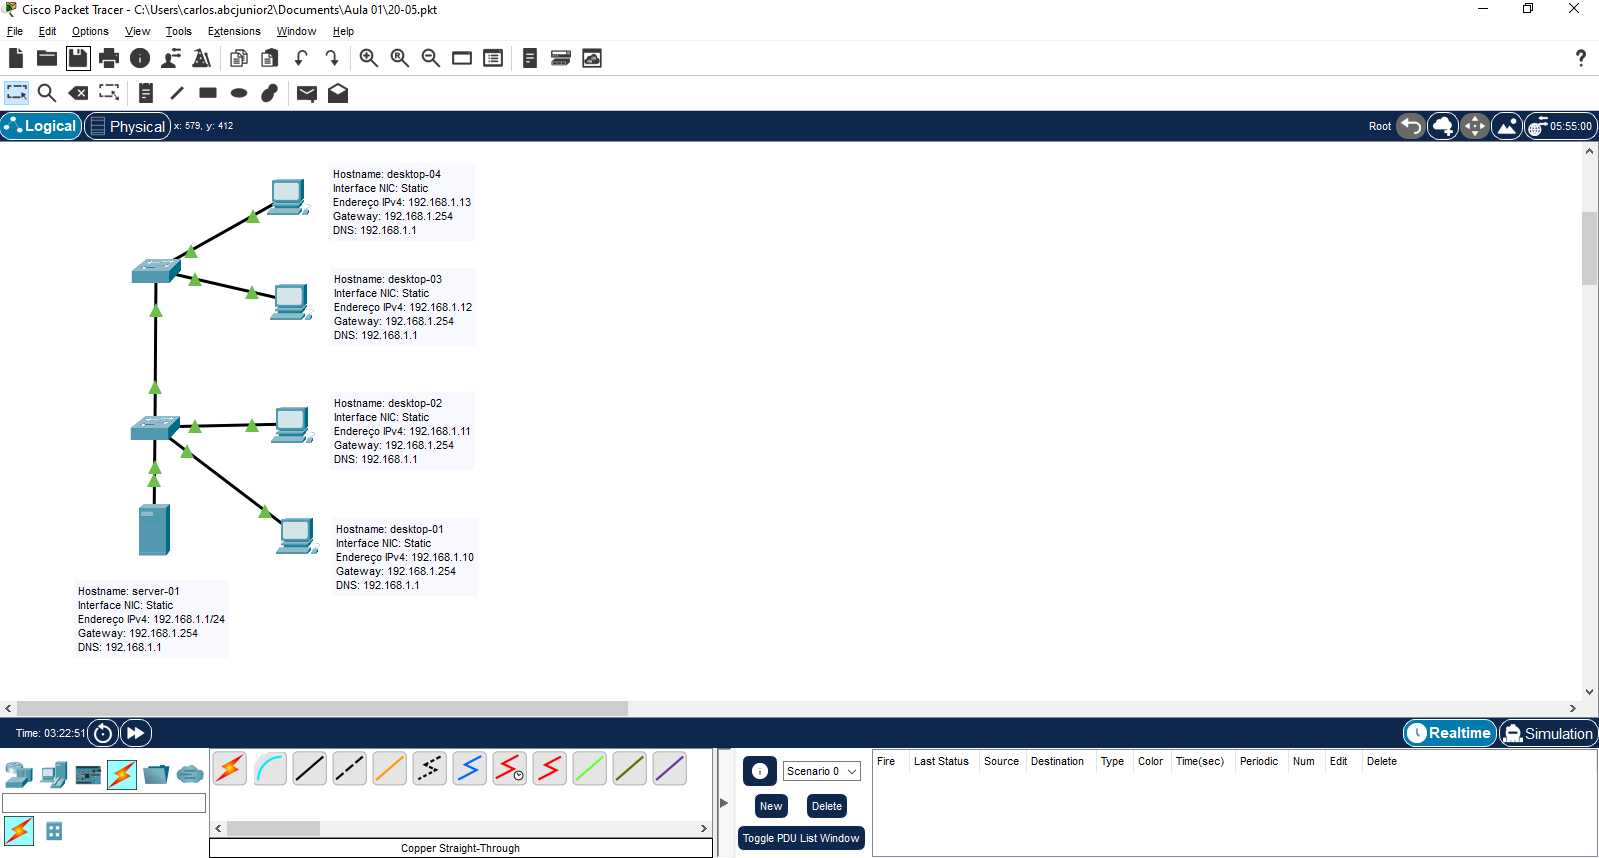 Cisco Packet Tracer - C:\Users\carlos.abcjunior2\Documents\Aula 01\20-05.pkt
File Edit Options View Tools Extensions Window Help
?
Logical Physical x: 579, y: 412 Root 05:55:00
Hostname: desktop-04
Interface NIC: Static
Endereço IPv4: 192.168.1.13
Gateway: 192.168.1.254
DNS: 192.168.1.1
Hostname: desktop-03
Interface NIC: Static
Endereço IPv4: 192.168.1.12
Gateway: 192.168.1.254
DNS: 192.168.1.1
Hostname: desktop-02
Interface NIC: Static
Endereço IPv4: 192.168.1.11
Gateway: 192.168.1.254
DNS: 192.168.1.1
Hostname: desktop-01
Interface NIC: Static
Endereço IPv4: 192.168.1.10
Gateway: 192.168.1.254
DNS: 192.168.1.1
Hostname: server-01
Interface NIC: Static
Endereço IPv4: 192.168.1.1/24
Gateway: 192.168.1.254
DNS: 192.168.1.1
Time: 03:22:51 Realtime Simulation
Scenario 0
New Delete
Toggle PDU List Window
Fire Last Status Source Destination Type Color Time(sec) Periodic Num Edit Delete
Copper Straight-Through